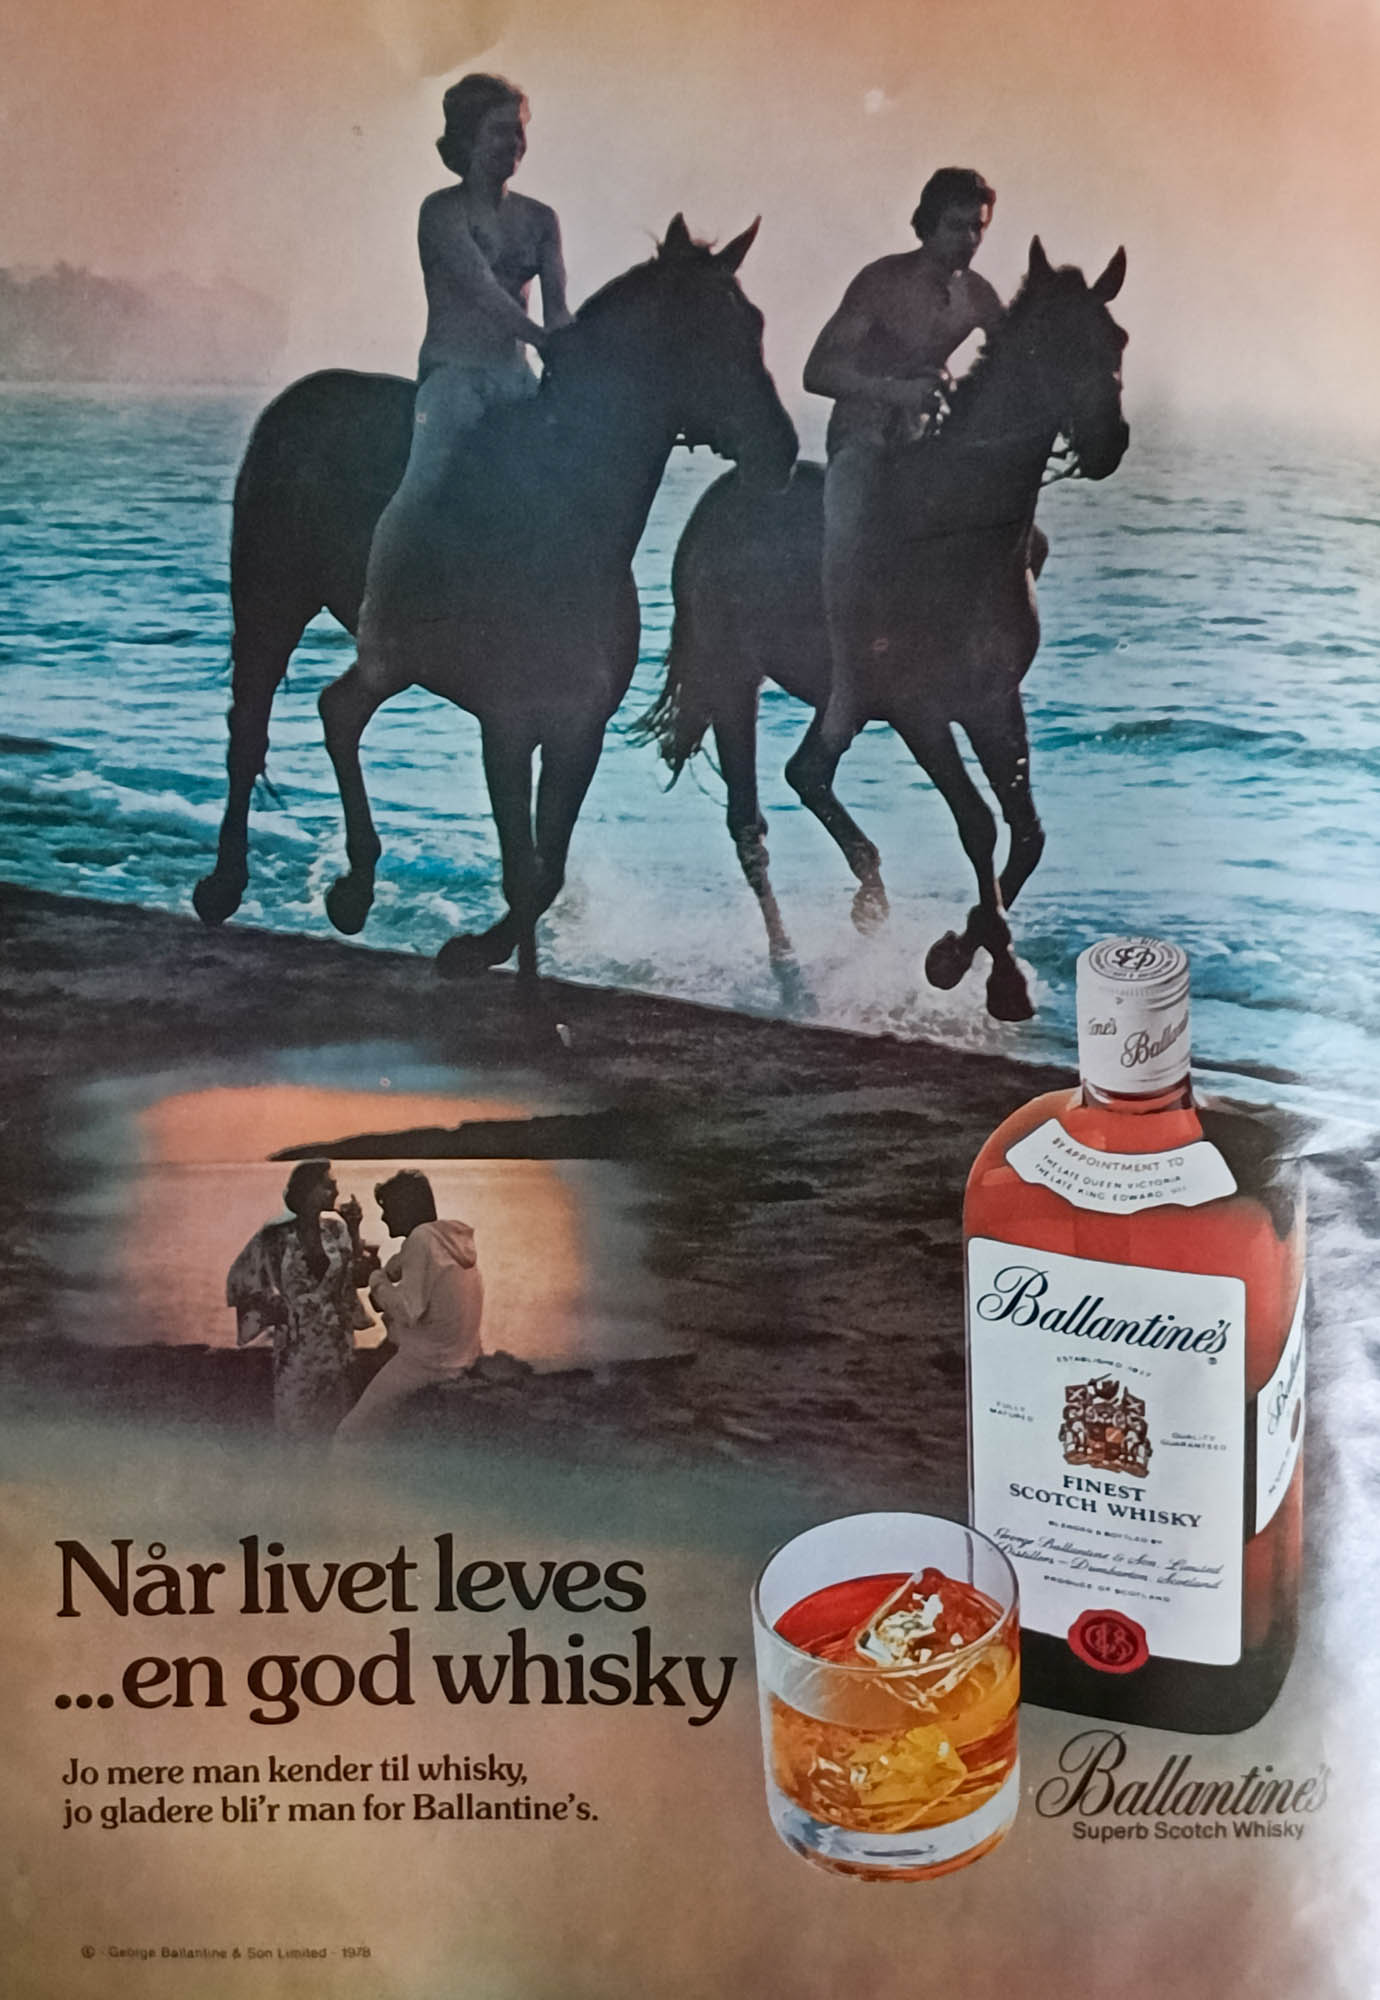 Ballantine's
BY APPOINTMENT TO
THE LATE QUEEN VICTORIA
THE LATE KING EDWARD VII
Ballantine's
ESTABLISHED 1827
FULLY
MATURED
QUALITY
GUARANTEED
FINEST
SCOTCH WHISKY
BLENDED & BOTTLED BY
George Ballantine & Son, Limited
Distillers – Dumbarton Scotland
PRODUCE OF SCOTLAND
Når livet leves
...en god whisky
Jo mere man kender til whisky,
jo gladere bli'r man for Ballantine's.
Ballantine's
Superb Scotch Whisky
© George Ballantine & Son Limited - 1978